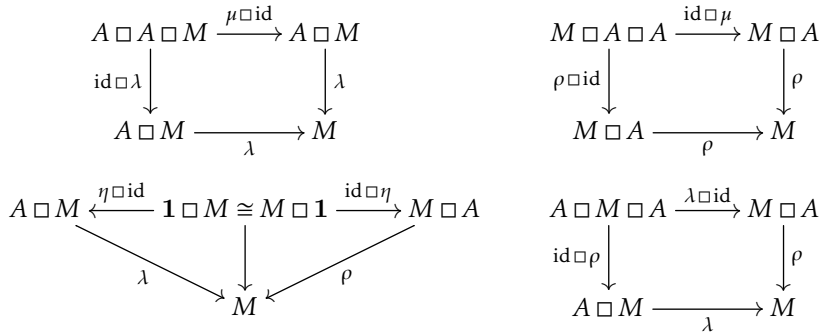 A □ A □ M μ□id A □ M
id□λ λ
A □ M λ M
M □ A □ A id□μ M □ A
ρ□id ρ
M □ A ρ M
A □ M η□id 𝟏 □ M ≅ M □ 𝟏 id□η M □ A
λ ρ
M
A □ M □ A λ□id M □ A
id□ρ ρ
A □ M λ M